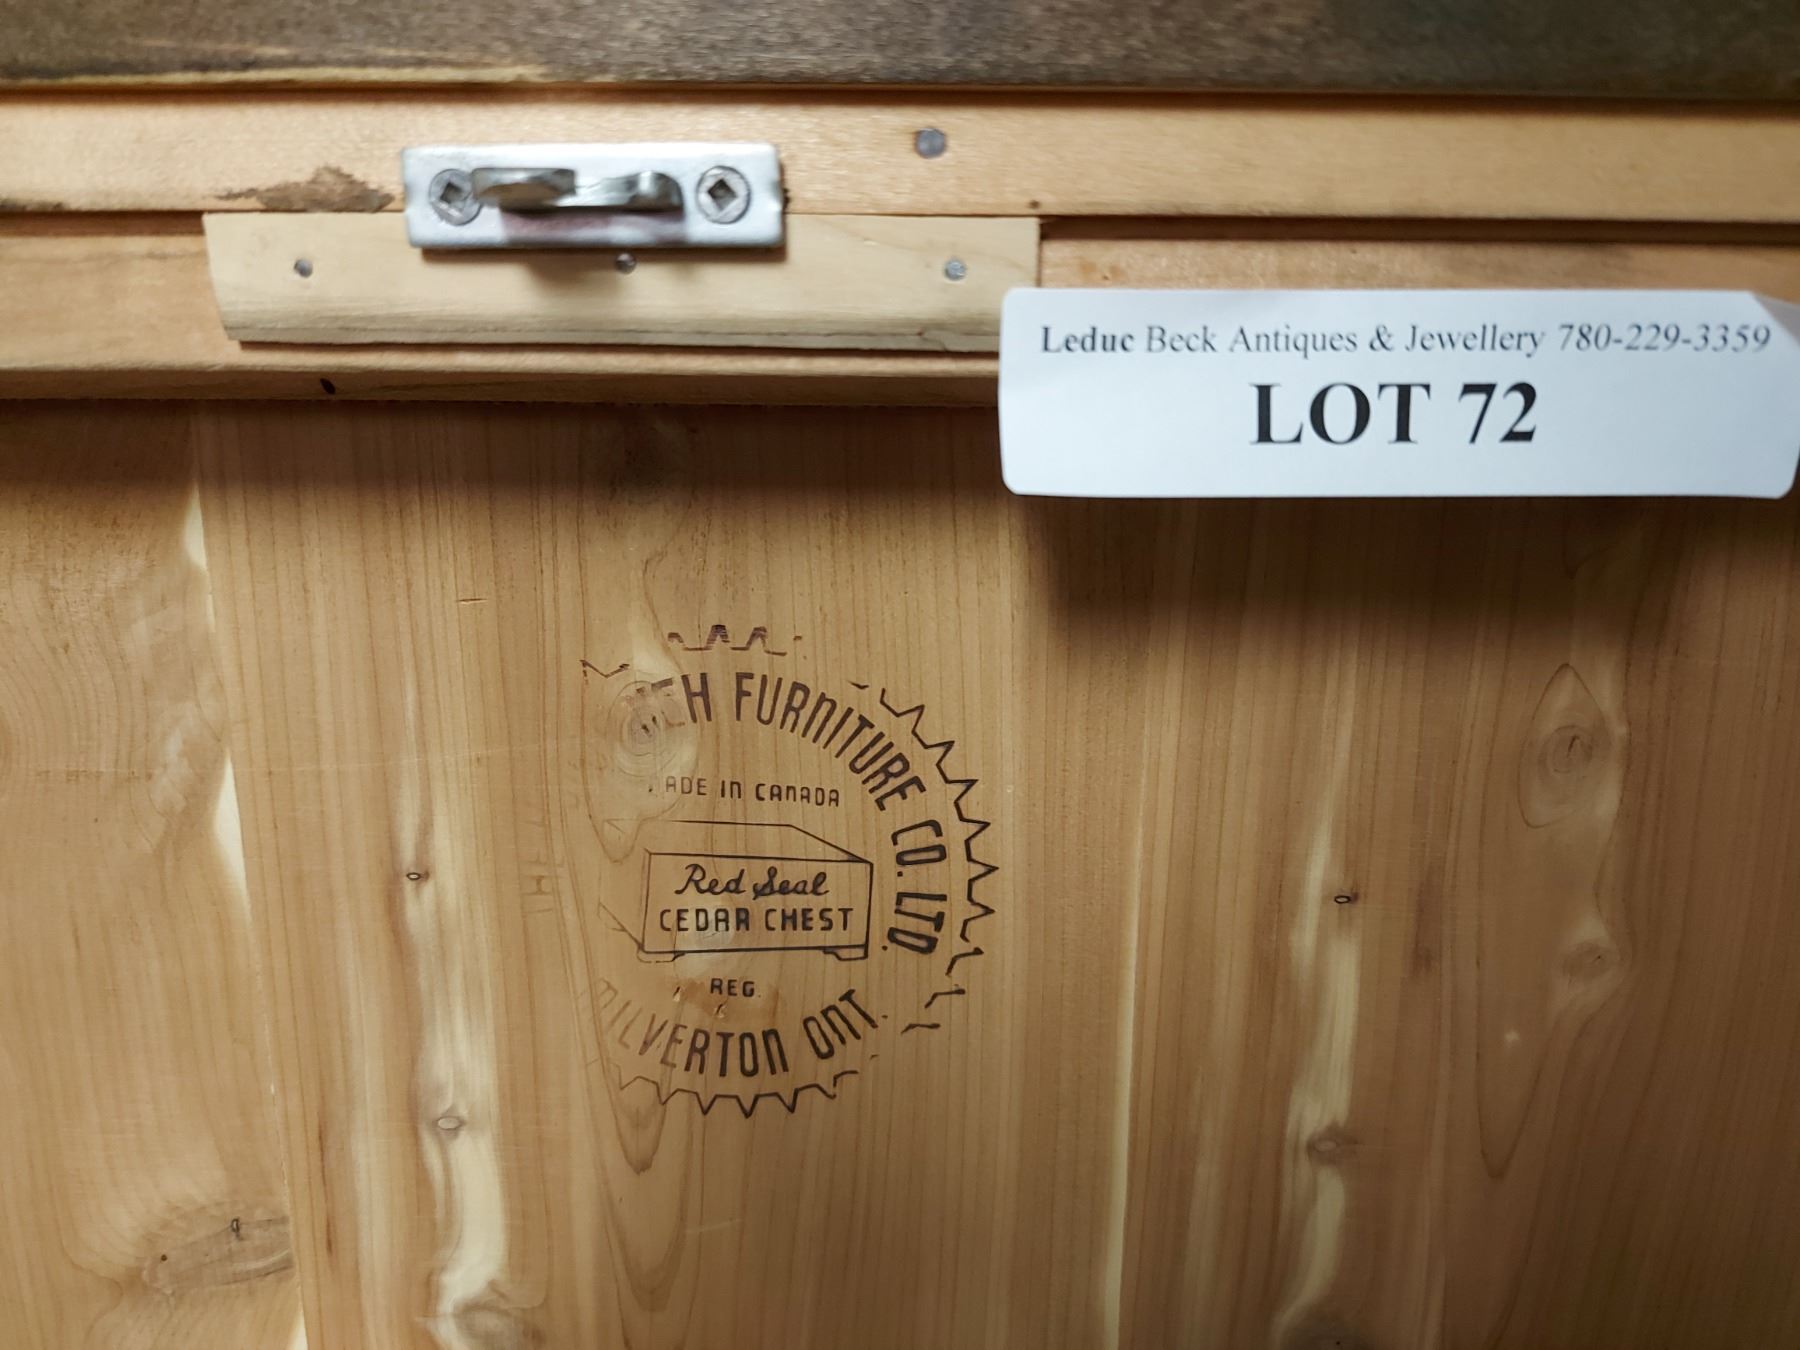 Leduc Beck Antiques & Jewellery 780-229-3359
LOT 72
FURNITURE CO. LTD.
ADE IN CANADA
Red Seal
CEDAR CHEST
REG.
MILVERTON ONT.